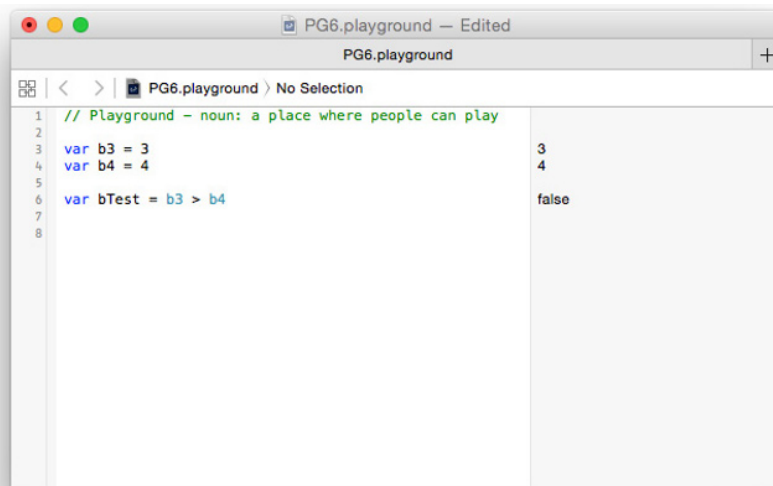 PG6.playground — Edited
PG6.playground
+
PG6.playground 〉 No Selection
1 // Playground – noun: a place where people can play
2
3 var b3 = 3 3
4 var b4 = 4 4
5
6 var bTest = b3 > b4 false
7
8